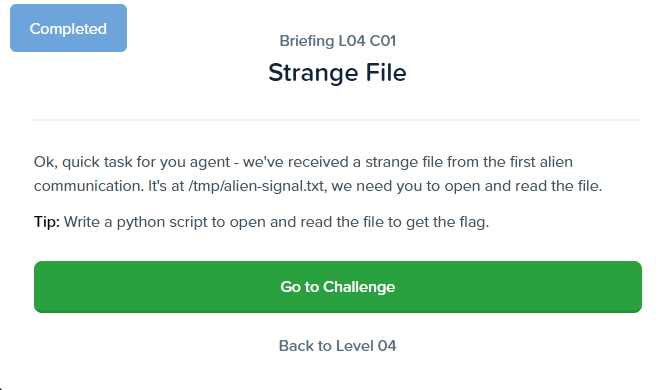 Completed
Briefing L04 C01
Strange File
Ok, quick task for you agent - we've received a strange file from the first alien
communication. It's at /tmp/alien-signal.txt, we need you to open and read the file.
Tip: Write a python script to open and read the file to get the flag.
Go to Challenge
Back to Level 04